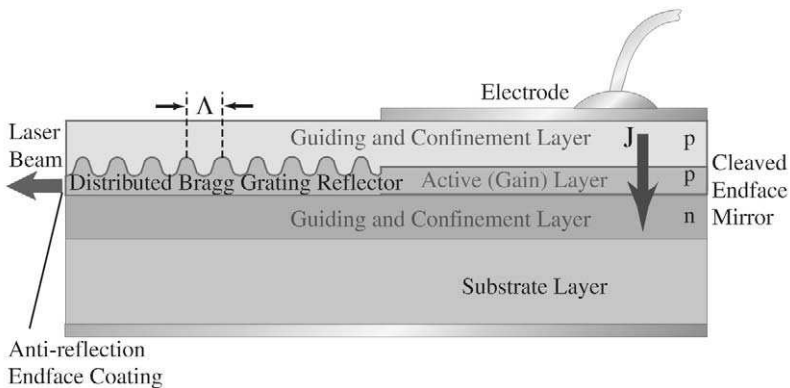 Λ
Electrode
Laser
Beam
Guiding and Confinement Layer
J
p
Distributed Bragg Grating Reflector
Active (Gain) Layer
p
Cleaved
Endface
Mirror
Guiding and Confinement Layer
n
Substrate Layer
Anti-reflection
Endface Coating